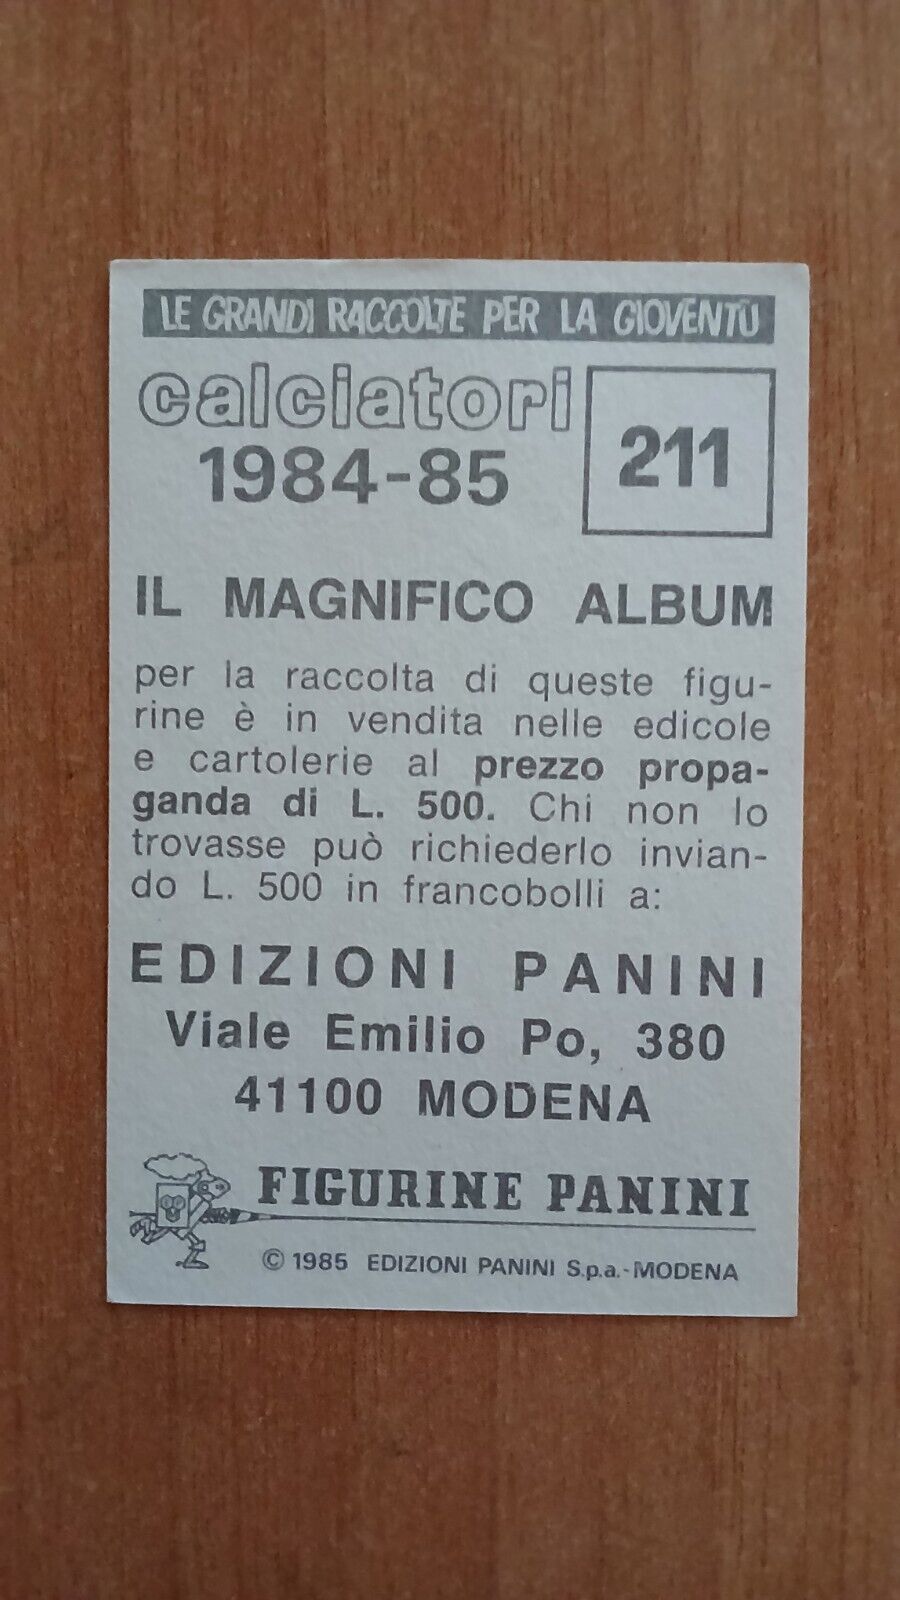 LE GRANDI RACCOLTE PER LA GIOVENTÙ
calciatori
1984-85
211
IL MAGNIFICO ALBUM
per la raccolta di queste figu-
rine è in vendita nelle edicole
e cartolerie al prezzo propa-
ganda di L. 500. Chi non lo
trovasse può richiederlo invian-
do L. 500 in francobolli a:
EDIZIONI PANINI
Viale Emilio Po, 380
41100 MODENA
FIGURINE PANINI
© 1985 EDIZIONI PANINI S.p.a.-MODENA